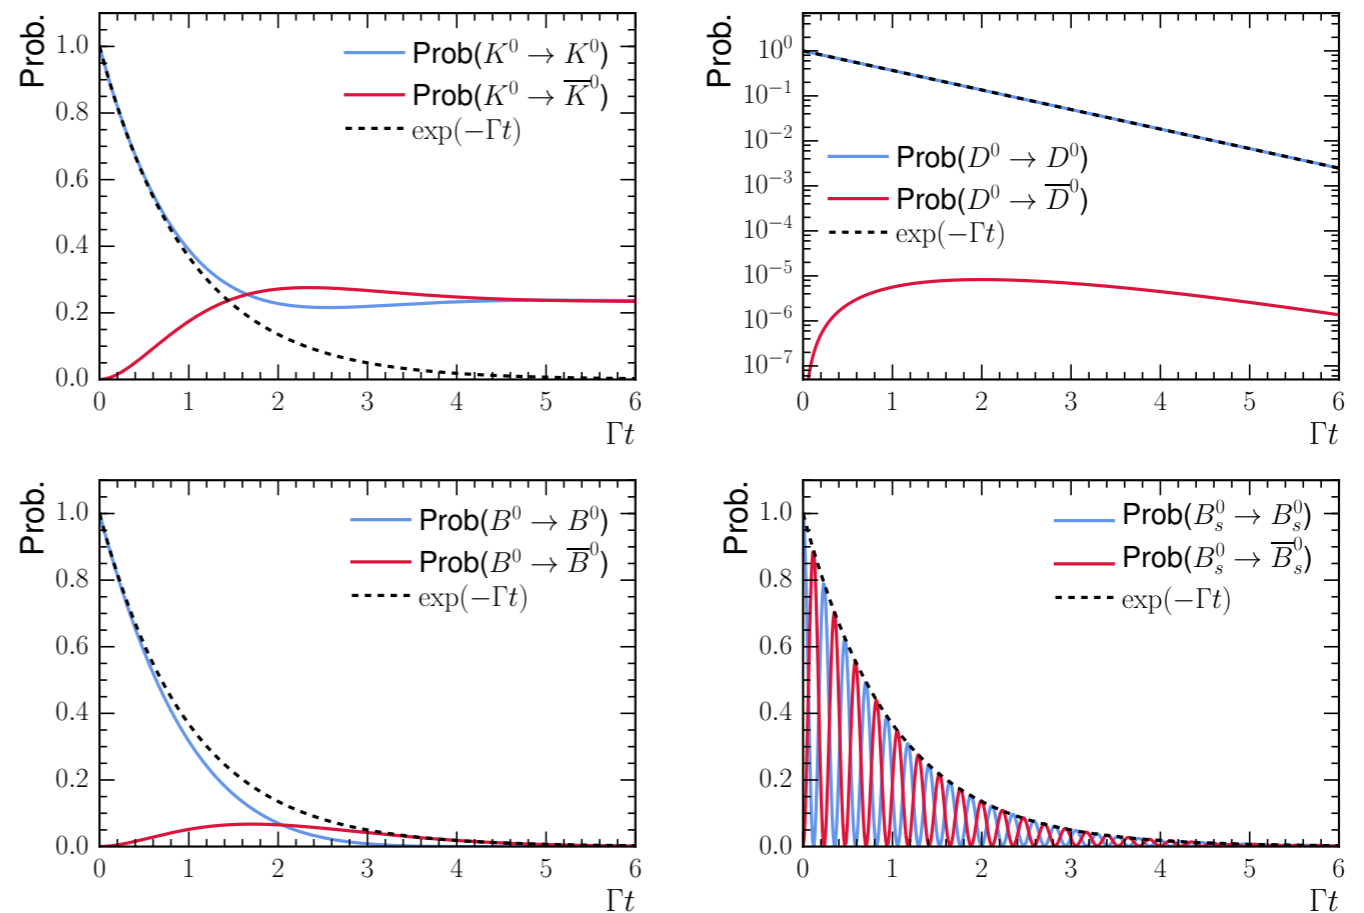 Prob.
1.0
0.8
0.6
0.4
0.2
0.0
Prob(K⁰ → K⁰)
Prob(K⁰ → K̅⁰)
exp(−Γt)
0 1 2 3 4 5 6
Γt
Prob.
10⁰
10⁻¹
10⁻²
10⁻³
10⁻⁴
10⁻⁵
10⁻⁶
10⁻⁷
Prob(D⁰ → D⁰)
Prob(D⁰ → D̅⁰)
exp(−Γt)
0 1 2 3 4 5 6
Γt
Prob.
1.0
0.8
0.6
0.4
0.2
0.0
Prob(B⁰ → B⁰)
Prob(B⁰ → B̅⁰)
exp(−Γt)
0 1 2 3 4 5 6
Γt
Prob.
1.0
0.8
0.6
0.4
0.2
0.0
Prob(Bₛ⁰ → Bₛ⁰)
Prob(Bₛ⁰ → B̅ₛ⁰)
exp(−Γt)
0 1 2 3 4 5 6
Γt